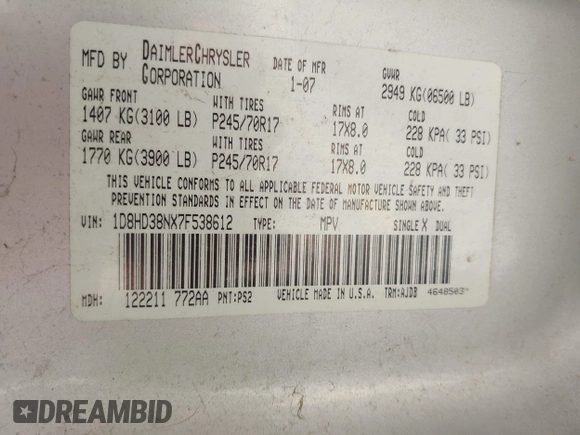 MFD BY DAIMLERCHRYSLER CORPORATION DATE OF MFR 1-07 GVWR 2949 KG(06500 LB)
GAWR FRONT WITH TIRES RIMS AT COLD
1407 KG(3100 LB) P245/70R17 17X8.0 228 KPA( 33 PSI)
GAWR REAR WITH TIRES RIMS AT COLD
1770 KG(3900 LB) P245/70R17 17X8.0 228 KPA( 33 PSI)
THIS VEHICLE CONFORMS TO ALL APPLICABLE FEDERAL MOTOR VEHICLE SAFETY AND THEFT
PREVENTION STANDARDS IN EFFECT ON THE DATE OF MANUFACTURE SHOWN ABOVE.
VIN: 1D8HD38NX7F538612 TYPE: MPV SINGLE X DUAL
MDH: 122211 772AA PNT:PS2 VEHICLE MADE IN U.S.A. TRM:AJDB 4648503
DREAMBID